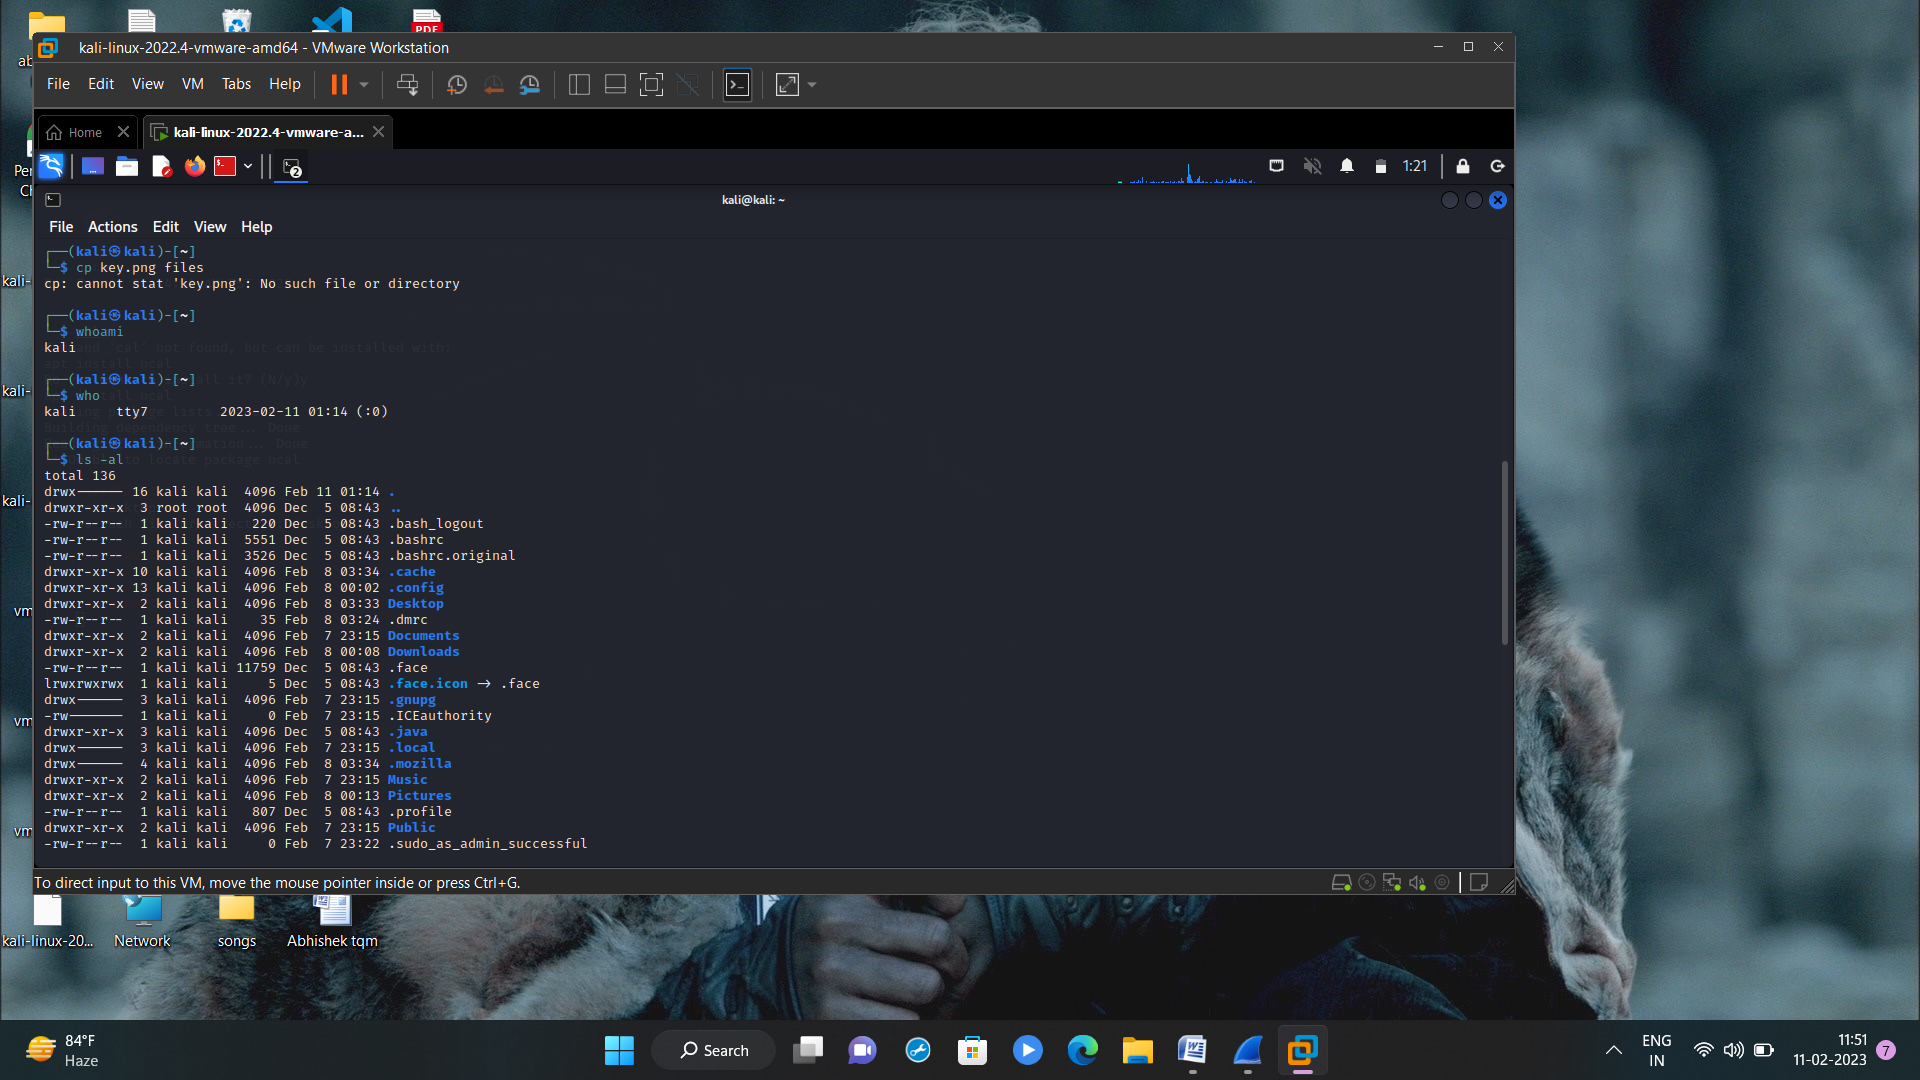 PDF
ab
kali-linux-2022.4-vmware-amd64 - VMware Workstation
File Edit View VM Tabs Help
Home
kali-linux-2022.4-vmware-a...
2
1:21
Pe
Ch
kali@kali: ~
File Actions Edit View Help
(kali㉿kali)-[~]
$ cp key.png files
cp: cannot stat 'key.png': No such file or directory
(kali㉿kali)-[~]
$ whoami
kali
(kali㉿kali)-[~]
$ who
kali tty7 2023-02-11 01:14 (:0)
(kali㉿kali)-[~]
$ ls -al
total 136
drwx------ 16 kali kali 4096 Feb 11 01:14 .
drwxr-xr-x 3 root root 4096 Dec 5 08:43 ..
-rw-r--r-- 1 kali kali 220 Dec 5 08:43 .bash_logout
-rw-r--r-- 1 kali kali 5551 Dec 5 08:43 .bashrc
-rw-r--r-- 1 kali kali 3526 Dec 5 08:43 .bashrc.original
drwxr-xr-x 10 kali kali 4096 Feb 8 03:34 .cache
drwxr-xr-x 13 kali kali 4096 Feb 8 00:02 .config
drwxr-xr-x 2 kali kali 4096 Feb 8 03:33 Desktop
-rw-r--r-- 1 kali kali 35 Feb 8 03:24 .dmrc
drwxr-xr-x 2 kali kali 4096 Feb 7 23:15 Documents
drwxr-xr-x 2 kali kali 4096 Feb 8 00:08 Downloads
-rw-r--r-- 1 kali kali 11759 Dec 5 08:43 .face
lrwxrwxrwx 1 kali kali 5 Dec 5 08:43 .face.icon -> .face
drwx------ 3 kali kali 4096 Feb 7 23:15 .gnupg
-rw------- 1 kali kali 0 Feb 7 23:15 .ICEauthority
drwxr-xr-x 3 kali kali 4096 Dec 5 08:43 .java
drwx------ 3 kali kali 4096 Feb 7 23:15 .local
drwx------ 4 kali kali 4096 Feb 8 03:34 .mozilla
drwxr-xr-x 2 kali kali 4096 Feb 7 23:15 Music
drwxr-xr-x 2 kali kali 4096 Feb 8 00:13 Pictures
-rw-r--r-- 1 kali kali 807 Dec 5 08:43 .profile
drwxr-xr-x 2 kali kali 4096 Feb 7 23:15 Public
-rw-r--r-- 1 kali kali 0 Feb 7 23:22 .sudo_as_admin_successful
kali-
kali-
kali-
vm
vm
vm
To direct input to this VM, move the mouse pointer inside or press Ctrl+G.
kali-linux-20... Network songs Abhishek tqm
84°F
Haze
Search
ENG
IN
11:51
11-02-2023
7